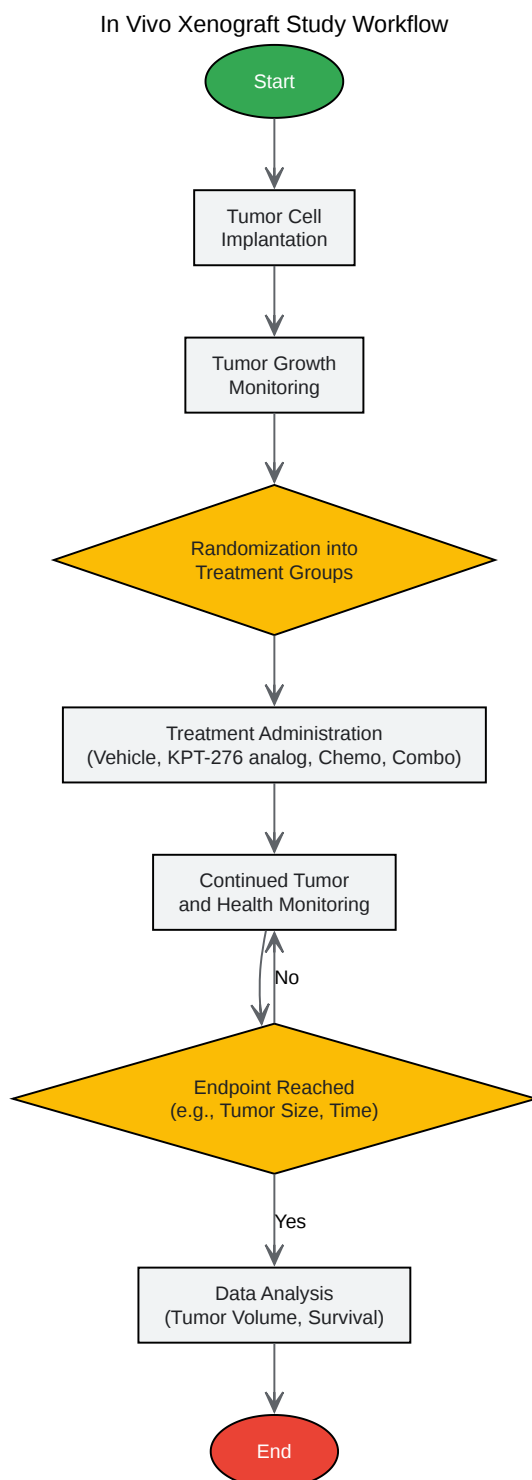 In Vivo Xenograft Study Workflow
Start
Tumor Cell
Implantation
Tumor Growth
Monitoring
Randomization into
Treatment Groups
Treatment Administration
(Vehicle, KPT-276 analog, Chemo, Combo)
Continued Tumor
and Health Monitoring
No
Endpoint Reached
(e.g., Tumor Size, Time)
Yes
Data Analysis
(Tumor Volume, Survival)
End